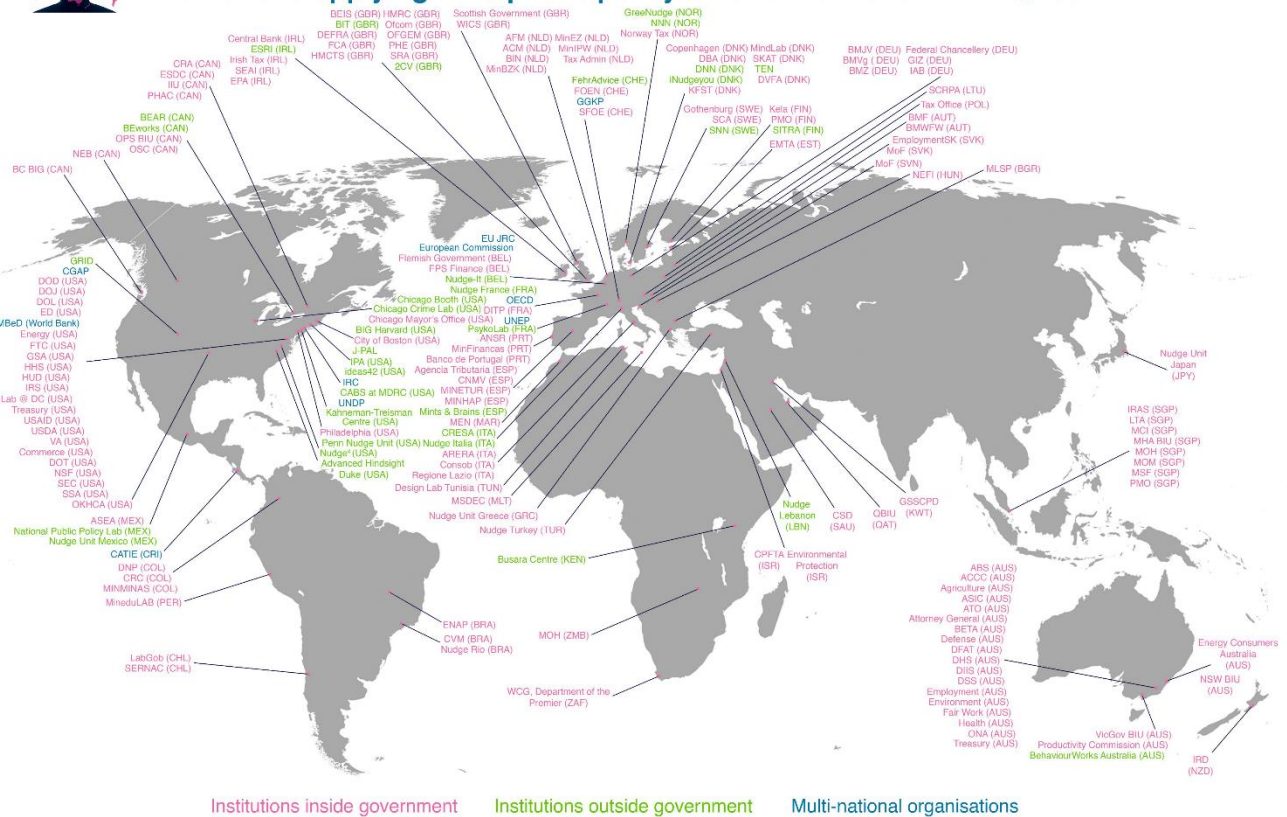 BEIS (GBR) HMRC (GBR)
BIT (GBR) Ofcom (GBR)
DEFRA (GBR) OFGEM (GBR)
FCA (GBR) PHE (GBR)
HMCTS (GBR) SRA (GBR)
2CV (GBR)
Scottish Government (GBR)
WICS (GBR)
GreeNudge (NOR)
NNN (NOR)
Norway Tax (NOR)
Central Bank (IRL)
ESRI (IRL)
Irish Tax (IRL)
SEAI (IRL)
EPA (IRL)
AFM (NLD) MinEZ (NLD)
ACM (NLD) MinIPW (NLD)
BIN (NLD) Tax Admin (NLD)
MinBZK (NLD)
FehrAdvice (CHE)
FOEN (CHE)
GGKP
SFOE (CHE)
Copenhagen (DNK) MindLab (DNK)
DBA (DNK) SKAT (DNK)
DNN (DNK) TEN
iNudgeyou (DNK) DVFA (DNK)
KFST (DNK)
Gothenburg (SWE)
SCA (SWE)
SNN (SWE)
Kela (FIN)
PMO (FIN)
SITRA (FIN)
EMTA (EST)
BMJV (DEU) Federal Chancellery (DEU)
BMVg ( DEU) GIZ (DEU)
BMZ (DEU) IAB (DEU)
SCRPA (LTU)
Tax Office (POL)
BMF (AUT)
BMWFW (AUT)
EmploymentSK (SVK)
MoF (SVK)
MoF (SVN)
NEFI (HUN)
MLSP (BGR)
CRA (CAN)
ESDC (CAN)
IIU (CAN)
PHAC (CAN)
BEAR (CAN)
BEworks (CAN)
OPS BIU (CAN)
OSC (CAN)
NEB (CAN)
BC BIG (CAN)
GRID
CGAP
DOD (USA)
DOJ (USA)
DOL (USA)
ED (USA)
MBeD (World Bank)
Energy (USA)
FTC (USA)
GSA (USA)
HHS (USA)
HUD (USA)
IRS (USA)
Lab @ DC (USA)
Treasury (USA)
USAID (USA)
USDA (USA)
VA (USA)
Commerce (USA)
DOT (USA)
NSF (USA)
SEC (USA)
SSA (USA)
OKHCA (USA)
ASEA (MEX)
National Public Policy Lab (MEX)
Nudge Unit Mexico (MEX)
CATIE (CRI)
DNP (COL)
CRC (COL)
MINMINAS (COL)
MineduLAB (PER)
LabGob (CHL)
SERNAC (CHL)
Chicago Booth (USA)
Chicago Crime Lab (USA)
Chicago Mayor's Office (USA)
BIG Harvard (USA)
City of Boston (USA)
J-PAL
IPA (USA)
ideas42 (USA)
IRC
CABS at MDRC (USA)
UNDP
Kahneman-Treisman
Centre (USA)
Philadelphia (USA)
Penn Nudge Unit (USA)
Nudge⁴ (USA)
Advanced Hindsight
Duke (USA)
EU JRC
European Commission
Flemish Government (BEL)
FPS Finance (BEL)
Nudge-It (BEL)
Nudge France (FRA)
OECD
DITP (FRA)
UNEP
PsykoLab (FRA)
ANSR (PRT)
MinFinancas (PRT)
Banco de Portugal (PRT)
Agencia Tributaria (ESP)
CNMV (ESP)
MINETUR (ESP)
MINHAP (ESP)
Mints & Brains (ESP)
MEN (MAR)
CRESA (ITA)
Nudge Italia (ITA)
ARERA (ITA)
Consob (ITA)
Regione Lazio (ITA)
Design Lab Tunisia (TUN)
MSDEC (MLT)
Nudge Unit Greece (GRC)
Nudge Turkey (TUR)
Busara Centre (KEN)
MOH (ZMB)
WCG, Department of the
Premier (ZAF)
ENAP (BRA)
CVM (BRA)
Nudge Rio (BRA)
Nudge
Lebanon
(LBN)
CPFTA
(ISR)
Environmental
Protection
(ISR)
CSD
(SAU)
QBIU
(QAT)
GSSCPD
(KWT)
Nudge Unit
Japan
(JPY)
IRAS (SGP)
LTA (SGP)
MCI (SGP)
MHA BIU (SGP)
MOH (SGP)
MOM (SGP)
MSF (SGP)
PMO (SGP)
ABS (AUS)
ACCC (AUS)
Agriculture (AUS)
ASIC (AUS)
ATO (AUS)
Attorney General (AUS)
BETA (AUS)
Defense (AUS)
DFAT (AUS)
DHS (AUS)
DIIS (AUS)
DSS (AUS)
Employment (AUS)
Environment (AUS)
Fair Work (AUS)
Health (AUS)
ONA (AUS)
Treasury (AUS)
Energy Consumers
Australia
(AUS)
NSW BIU
(AUS)
VicGov BIU (AUS)
Productivity Commission (AUS)
BehaviourWorks Australia (AUS)
IRD
(NZD)
Institutions inside government Institutions outside government Multi-national organisations